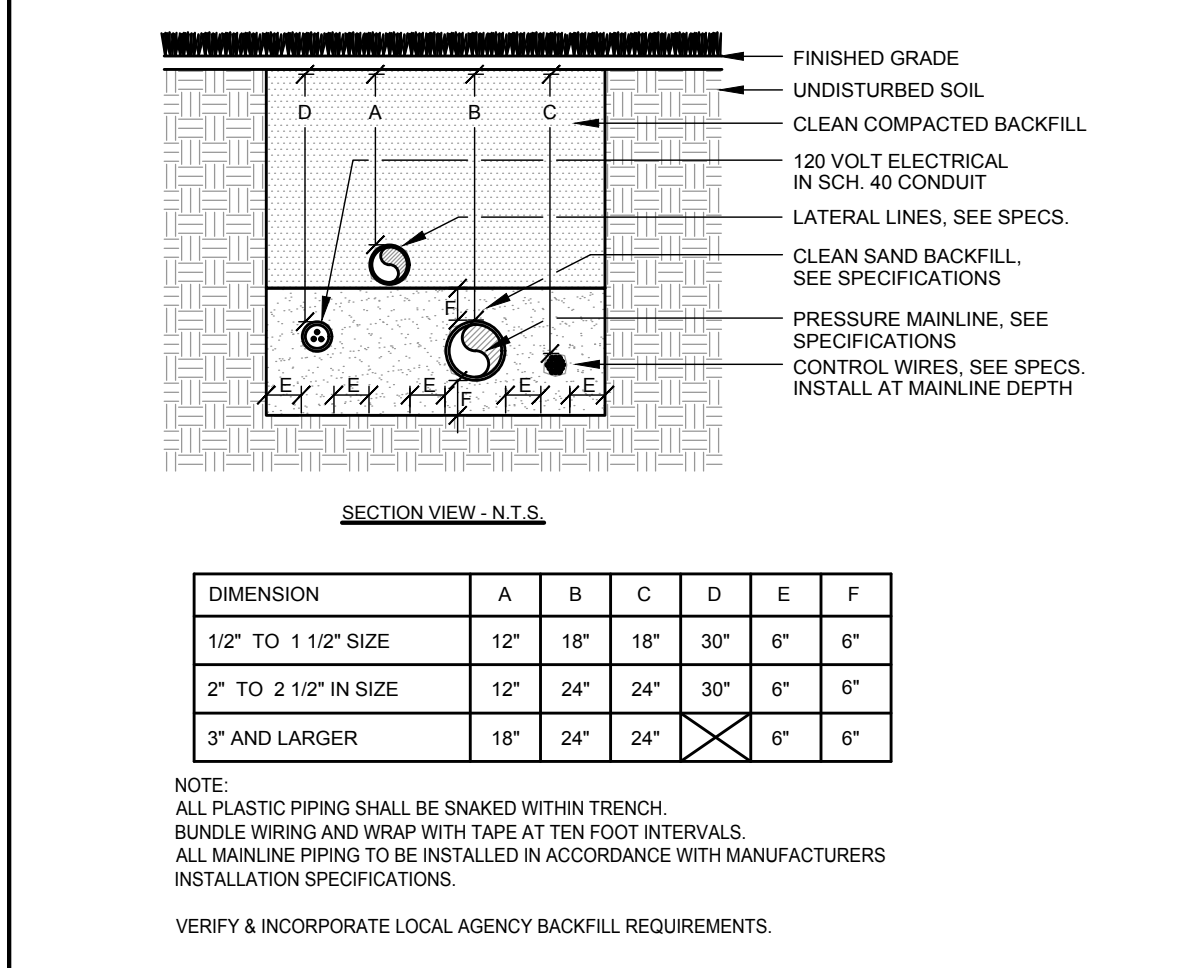 FINISHED GRADE
UNDISTURBED SOIL
D A B C
CLEAN COMPACTED BACKFILL
120 VOLT ELECTRICAL
IN SCH. 40 CONDUIT
LATERAL LINES, SEE SPECS.
CLEAN SAND BACKFILL,
SEE SPECIFICATIONS
F
PRESSURE MAINLINE, SEE
SPECIFICATIONS
CONTROL WIRES, SEE SPECS.
INSTALL AT MAINLINE DEPTH
E E E E E
F
SECTION VIEW - N.T.S.
DIMENSION A B C D E F
1/2" TO 1 1/2" SIZE 12" 18" 18" 30" 6" 6"
2" TO 2 1/2" IN SIZE 12" 24" 24" 30" 6" 6"
3" AND LARGER 18" 24" 24" 6" 6"
NOTE:
ALL PLASTIC PIPING SHALL BE SNAKED WITHIN TRENCH.
BUNDLE WIRING AND WRAP WITH TAPE AT TEN FOOT INTERVALS.
ALL MAINLINE PIPING TO BE INSTALLED IN ACCORDANCE WITH MANUFACTURERS
INSTALLATION SPECIFICATIONS.
VERIFY & INCORPORATE LOCAL AGENCY BACKFILL REQUIREMENTS.